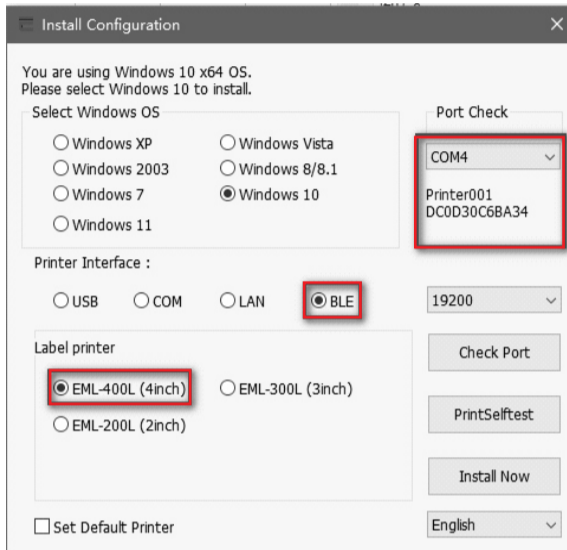 Install Configuration
You are using Windows 10 x64 OS.
Please select Windows 10 to install.
Select Windows OS
Windows XP
Windows Vista
Windows 2003
Windows 8/8.1
Windows 7
Windows 10
Windows 11
Port Check
COM4
Printer001
DC0D30C6BA34
Printer Interface :
USB
COM
LAN
BLE
19200
Label printer
EML-400L (4inch)
EML-300L (3inch)
EML-200L (2inch)
Check Port
PrintSelftest
Install Now
Set Default Printer
English